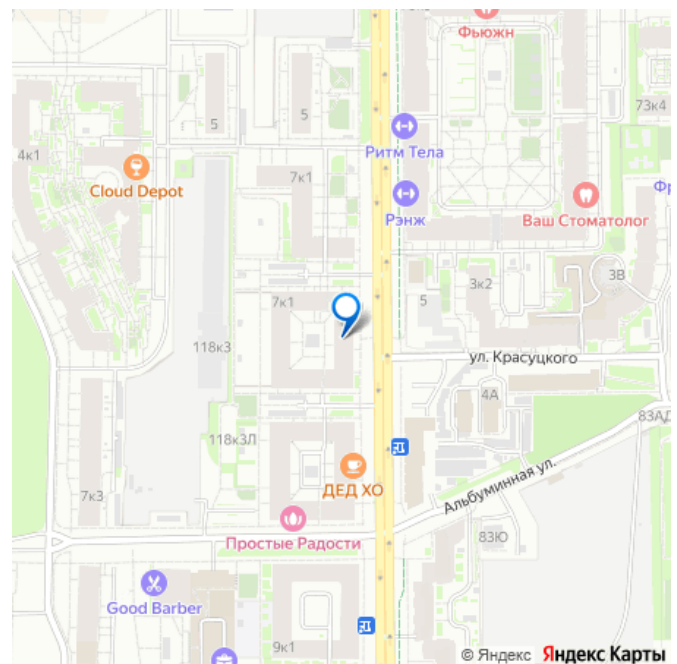 Фьюжн
73к4
5
5
Ритм Тела
4к1
Cloud Depot
7к1
Рэнж
Ваш Стоматолог
3В
3к2
7к1
5
118к3
ул. Красуцкого
4А
83АД
118к3Л
ДЕД ХО
Альбуминная ул.
7к3
Простые Радости
83Ю
Good Barber
9к1
© Яндекс Яндекс Карты